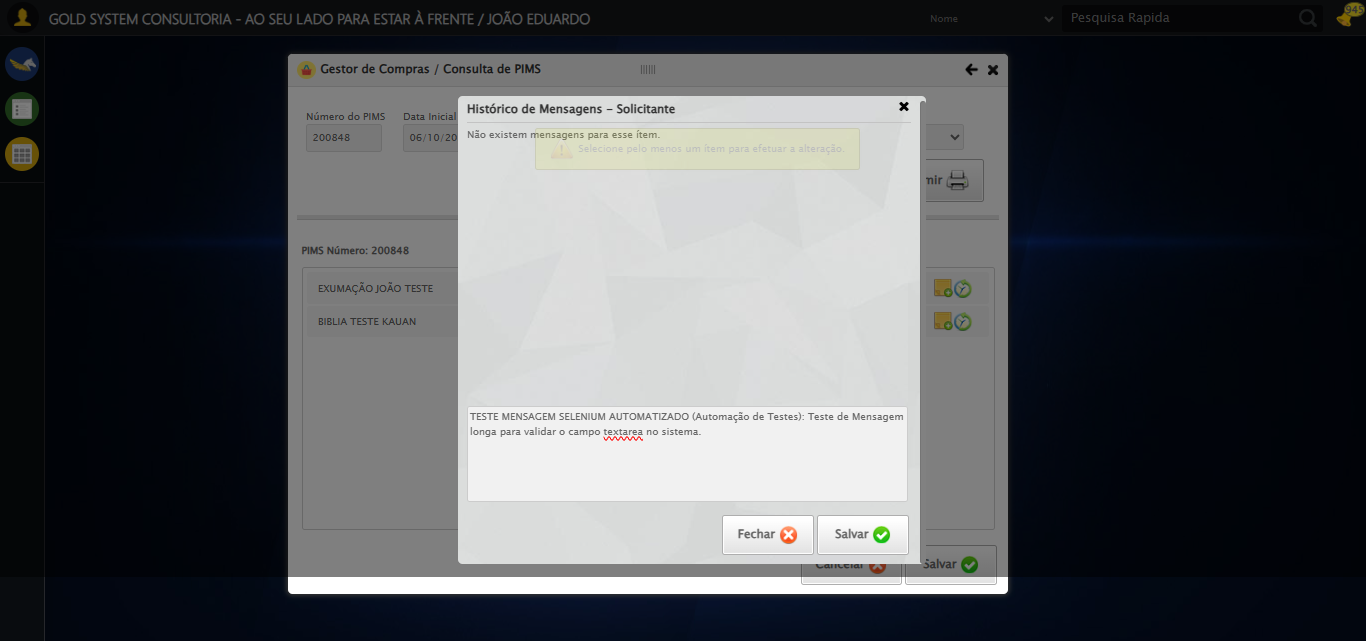 GOLD SYSTEM CONSULTORIA - AO SEU LADO PARA ESTAR À FRENTE / JOÃO EDUARDO
Nome
Pesquisa Rapida
945
Gestor de Compras / Consulta de PIMS
Histórico de Mensagens - Solicitante
Número do PIMS
Data Inicial
200848
06/10/20
Não existem mensagens para esse ítem.
Selecione pelo menos um ítem para efetuar a alteração.
mir
PIMS Número: 200848
EXUMAÇÃO JOÃO TESTE
BIBLIA TESTE KAUAN
TESTE MENSAGEM SELENIUM AUTOMATIZADO (Automação de Testes): Teste de Mensagem
longa para validar o campo textarea no sistema.
Fechar
Salvar
Cancelar
Salvar